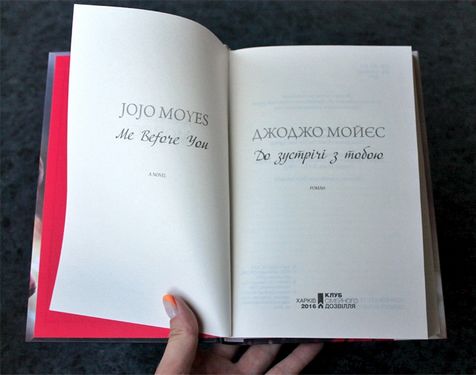 JOJO MOYES
Me Before You
A NOVEL
ДЖОДЖО МОЙЄС
До зустрічі з тобою
РОМАН
ХАРКІВ
2016
КЛУБ
СІМЕЙНОГО
ДОЗВІЛЛЯ